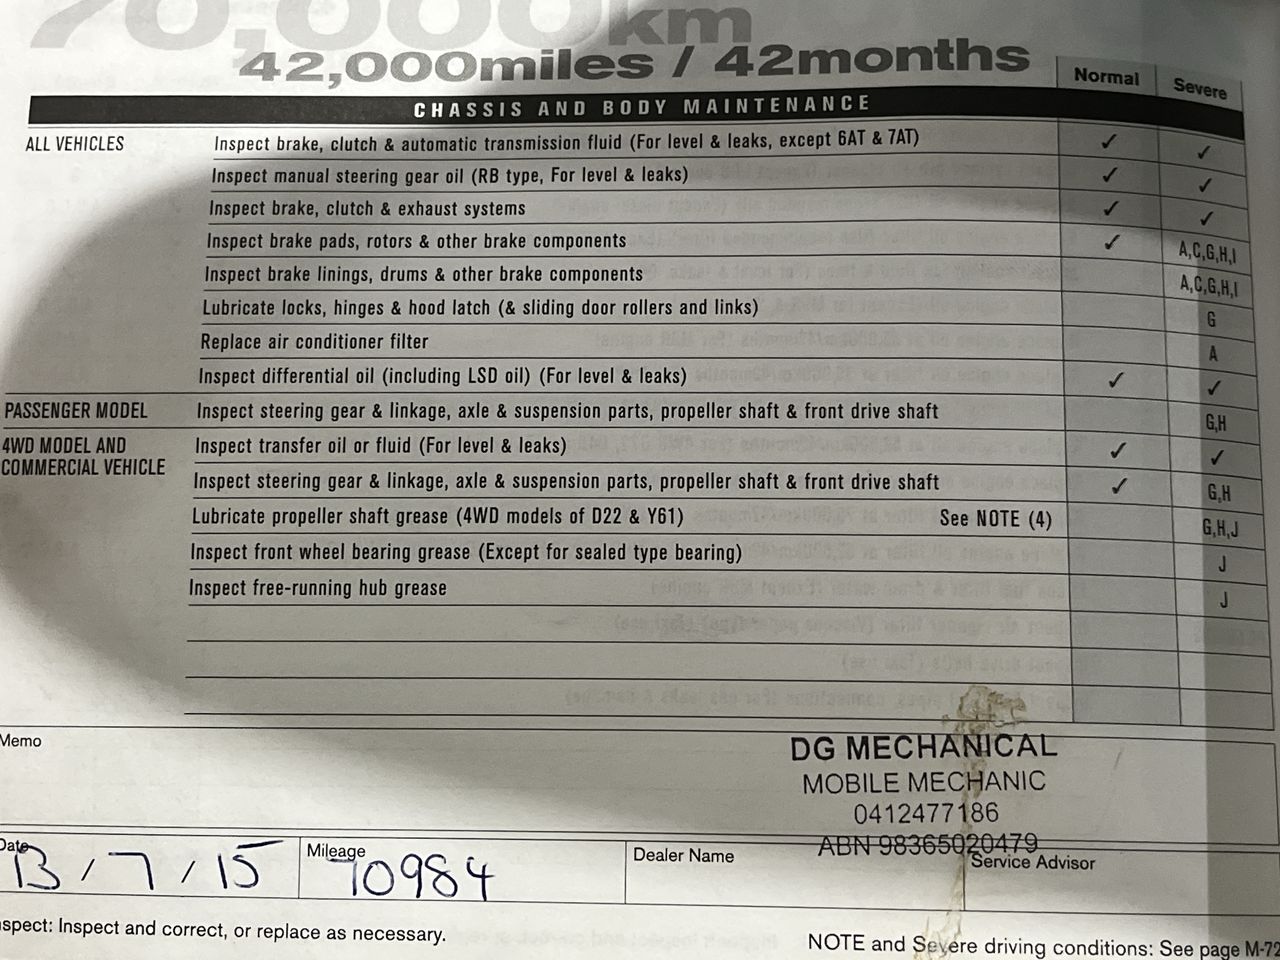 70,000km
42,000miles / 42months
Normal Severe
CHASSIS AND BODY MAINTENANCE
ALL VEHICLES Inspect brake, clutch & automatic transmission fluid (For level & leaks, except 6AT & 7AT) ✓ ✓
Inspect manual steering gear oil (RB type, For level & leaks) ✓ ✓
Inspect brake, clutch & exhaust systems ✓ ✓
Inspect brake pads, rotors & other brake components ✓ A,C,G,H,I
Inspect brake linings, drums & other brake components A,C,G,H,I
Lubricate locks, hinges & hood latch (& sliding door rollers and links) G
Replace air conditioner filter A
Inspect differential oil (including LSD oil) (For level & leaks) ✓ ✓
PASSENGER MODEL Inspect steering gear & linkage, axle & suspension parts, propeller shaft & front drive shaft G,H
4WD MODEL AND Inspect transfer oil or fluid (For level & leaks) ✓ ✓
COMMERCIAL VEHICLE Inspect steering gear & linkage, axle & suspension parts, propeller shaft & front drive shaft ✓ G,H
Lubricate propeller shaft grease (4WD models of D22 & Y61) See NOTE (4) G,H,J
Inspect front wheel bearing grease (Except for sealed type bearing) J
Inspect free-running hub grease J
Memo
DG MECHANICAL
MOBILE MECHANIC
0412477186
ABN 98365020479
Date 13/7/15 Mileage 70984 Dealer Name Service Advisor
nspect: Inspect and correct, or replace as necessary.
NOTE and Severe driving conditions: See page M-72